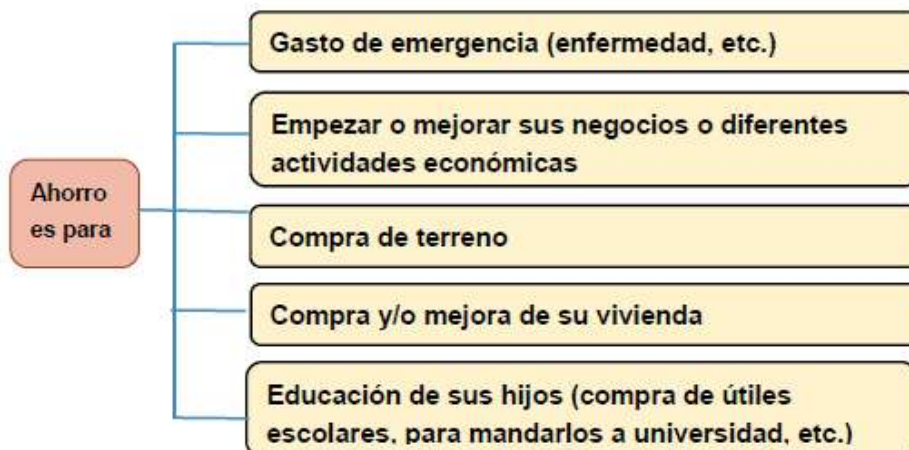 Ahorro
es para
Gasto de emergencia (enfermedad, etc.)
Empezar o mejorar sus negocios o diferentes
actividades económicas
Compra de terreno
Compra y/o mejora de su vivienda
Educación de sus hijos (compra de útiles
escolares, para mandarlos a universidad, etc.)